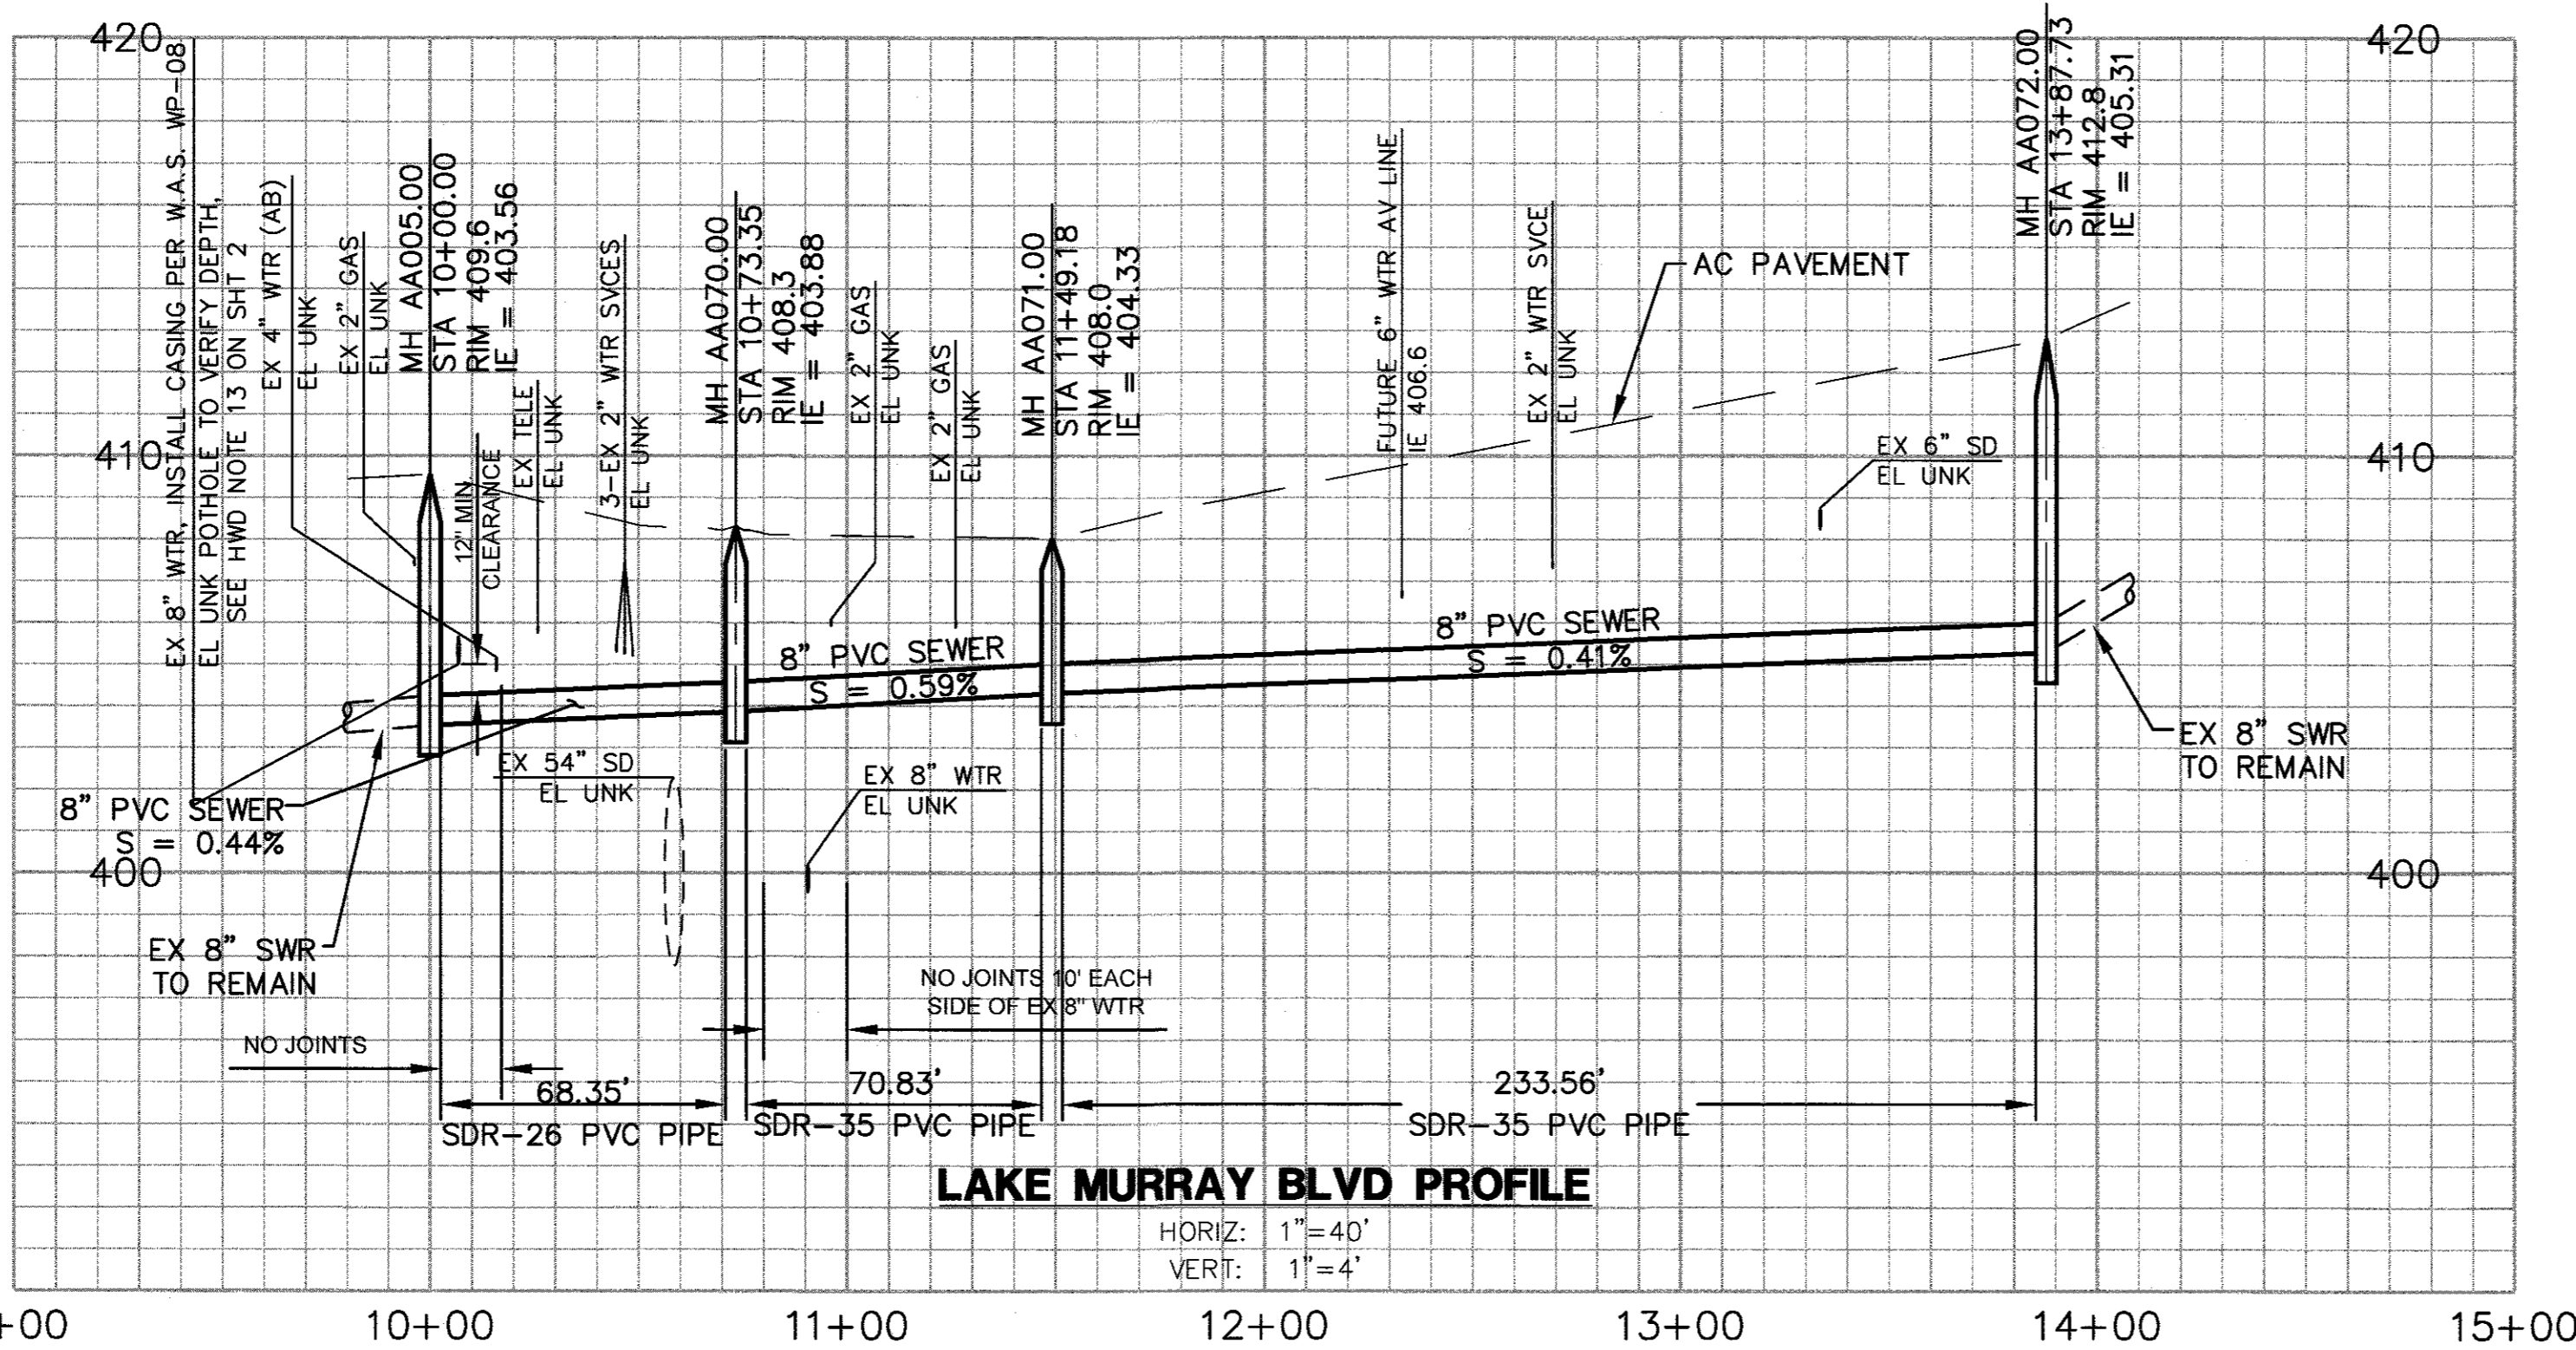 420
420
410
410
400
400
EX 8" WTR, INSTALL CASING PER W.A.S. WP-08
EL UNK POTHOLE TO VERIFY DEPTH,
SEE HWD NOTE 13 ON SHT 2
EX 4" WTR (AB)
EL UNK
EX 2" GAS
EL UNK
MH AA005.00
STA 10+00.00
RIM 409.6
IE = 403.56
12" MIN
CLEARANCE
EX TELE
EL UNK
3-EX 2" WTR SVCES
EL UNK
MH AA070.00
STA 10+73.35
RIM 408.3
IE = 403.88
EX 2" GAS
EL UNK
EX 2" GAS
EL UNK
MH AA071.00
STA 11+49.18
RIM 408.0
IE = 404.33
FUTURE 6" WTR AV LINE
IE 406.6
EX 2" WTR SVCE
EL UNK
AC PAVEMENT
EX 6" SD
EL UNK
MH AA072.00
STA 13+87.73
RIM 412.8
IE = 405.31
8" PVC SEWER
S = 0.44%
8" PVC SEWER
S = 0.59%
8" PVC SEWER
S = 0.41%
EX 8" SWR
TO REMAIN
EX 54" SD
EL UNK
EX 8" WTR
EL UNK
EX 8" SWR
TO REMAIN
NO JOINTS
NO JOINTS 10' EACH
SIDE OF EX 8" WTR
68.35'
SDR-26 PVC PIPE
70.83'
SDR-35 PVC PIPE
233.56'
SDR-35 PVC PIPE
LAKE MURRAY BLVD PROFILE
HORIZ: 1"=40'
VERT: 1"=4'
+00
10+00
11+00
12+00
13+00
14+00
15+00